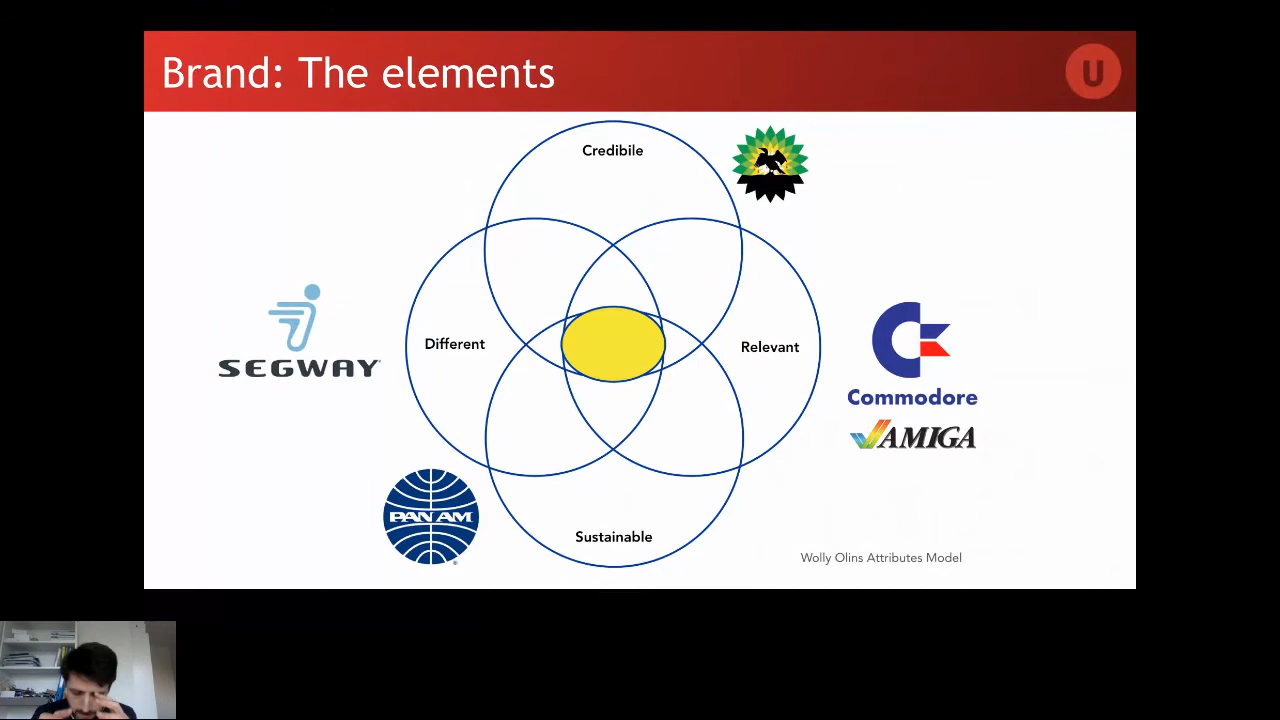 Brand: The elements
U
Credibile
Different
Relevant
SEGWAY
Commodore
AMIGA
PAN AM
Sustainable
Wolly Olins Attributes Model